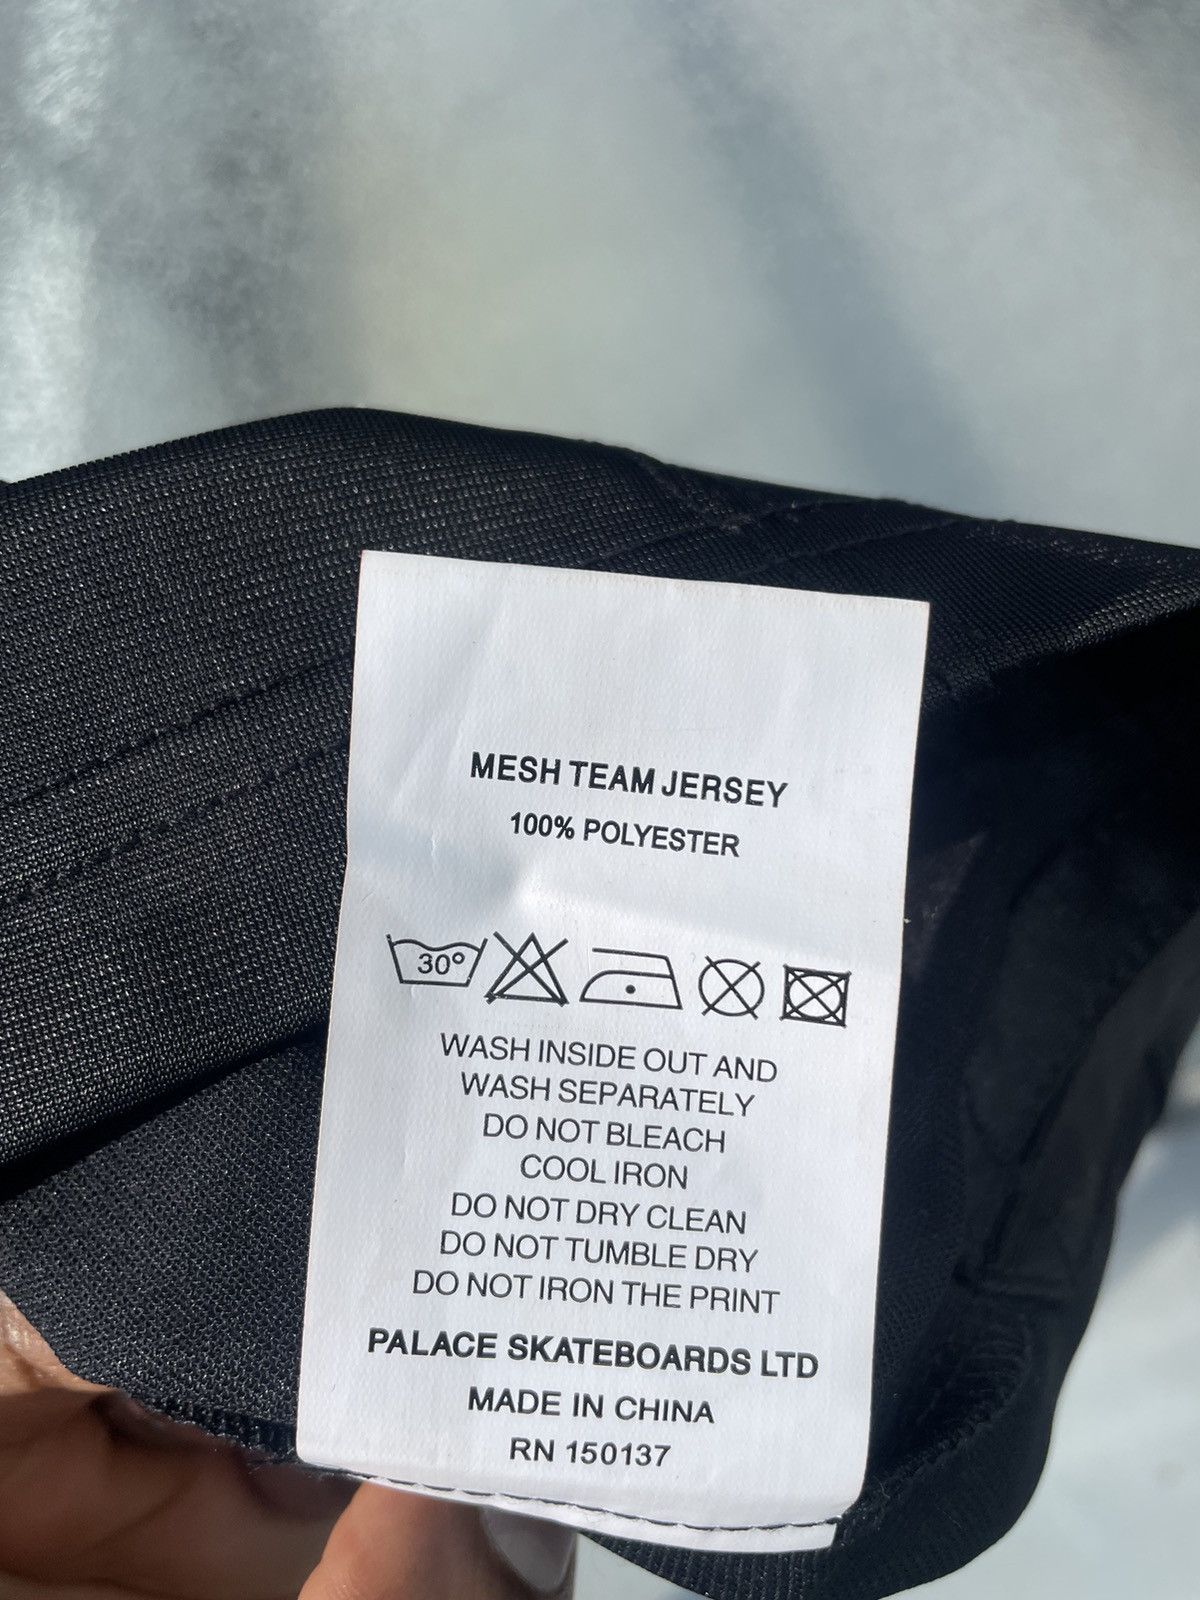 MESH TEAM JERSEY
100% POLYESTER
30°
WASH INSIDE OUT AND
WASH SEPARATELY
DO NOT BLEACH
COOL IRON
DO NOT DRY CLEAN
DO NOT TUMBLE DRY
DO NOT IRON THE PRINT
PALACE SKATEBOARDS LTD
MADE IN CHINA
RN 150137